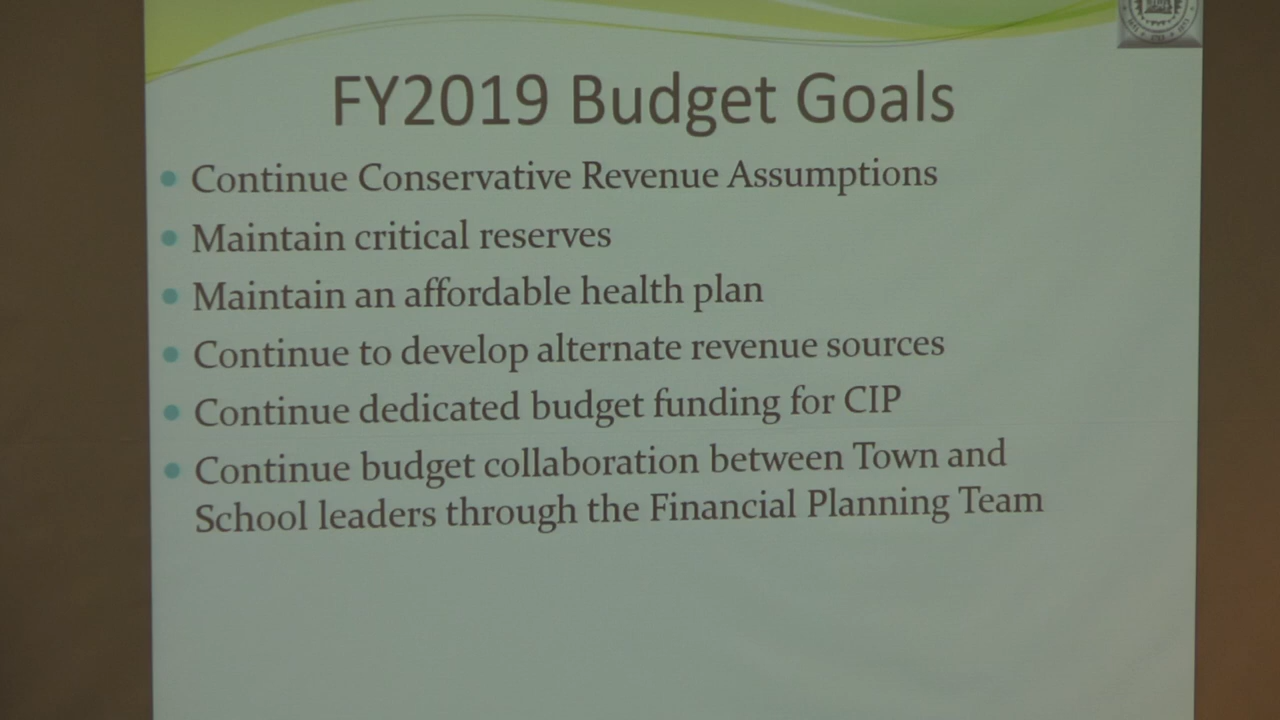 FY2019 Budget Goals
Continue Conservative Revenue Assumptions
Maintain critical reserves
Maintain an affordable health plan
Continue to develop alternate revenue sources
Continue dedicated budget funding for CIP
Continue budget collaboration between Town and
School leaders through the Financial Planning Team